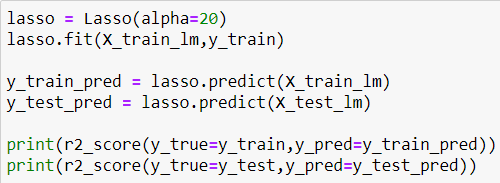 lasso = Lasso(alpha=20)
lasso.fit(X_train_lm,y_train)
y_train_pred = lasso.predict(X_train_lm)
y_test_pred = lasso.predict(X_test_lm)
print(r2_score(y_true=y_train,y_pred=y_train_pred))
print(r2_score(y_true=y_test,y_pred=y_test_pred))